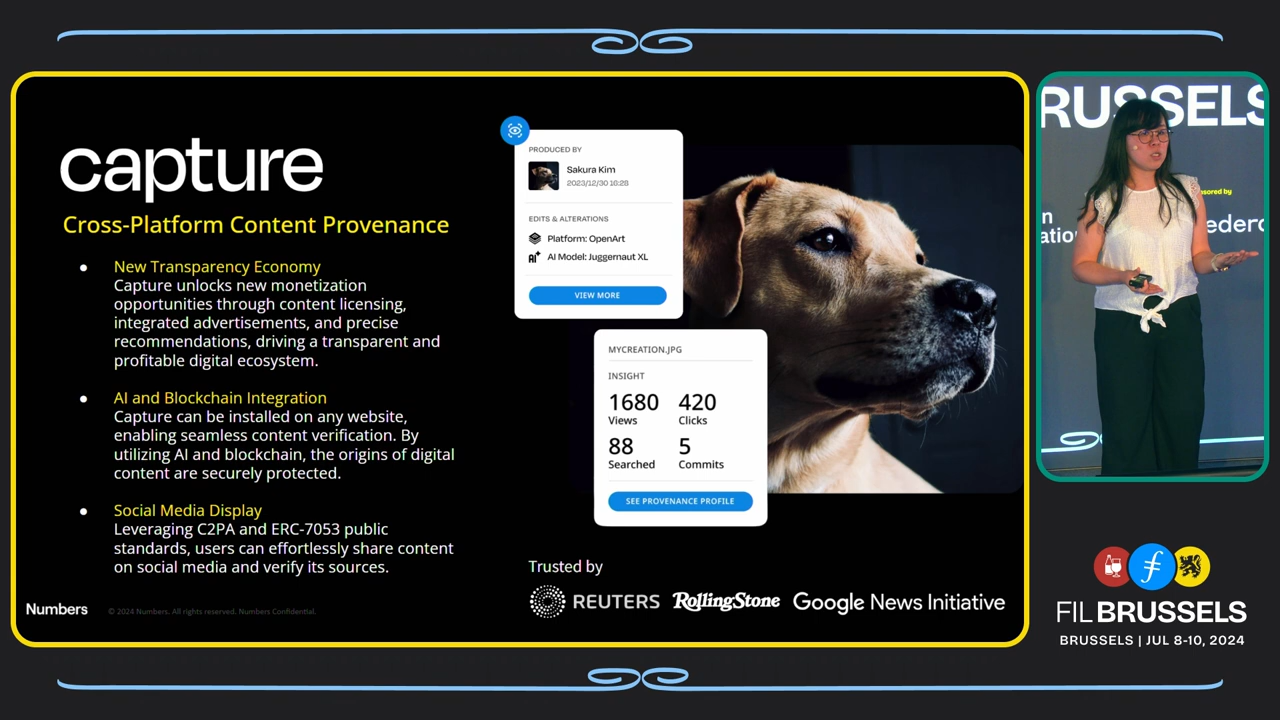 capture
Cross-Platform Content Provenance
● New Transparency Economy
Capture unlocks new monetization
opportunities through content licensing,
integrated advertisements, and precise
recommendations, driving a transparent and
profitable digital ecosystem.
● AI and Blockchain Integration
Capture can be installed on any website,
enabling seamless content verification. By
utilizing AI and blockchain, the origins of digital
content are securely protected.
● Social Media Display
Leveraging C2PA and ERC-7053 public
standards, users can effortlessly share content
on social media and verify its sources.
Numbers
© 2024 Numbers. All rights reserved. Numbers Confidential.
PRODUCED BY
Sakura Kim
2023/12/30 16:28
EDITS & ALTERATIONS
Platform: OpenArt
AI+ AI Model: Juggernaut XL
VIEW MORE
MYCREATION.JPG
INSIGHT
1680 420
Views Clicks
88 5
Searched Commits
SEE PROVENANCE PROFILE
Trusted by
REUTERS RollingStone Google News Initiative
RUSSELS
sored by
n
ation
ederc
FIL BRUSSELS
BRUSSELS | JUL 8-10, 2024